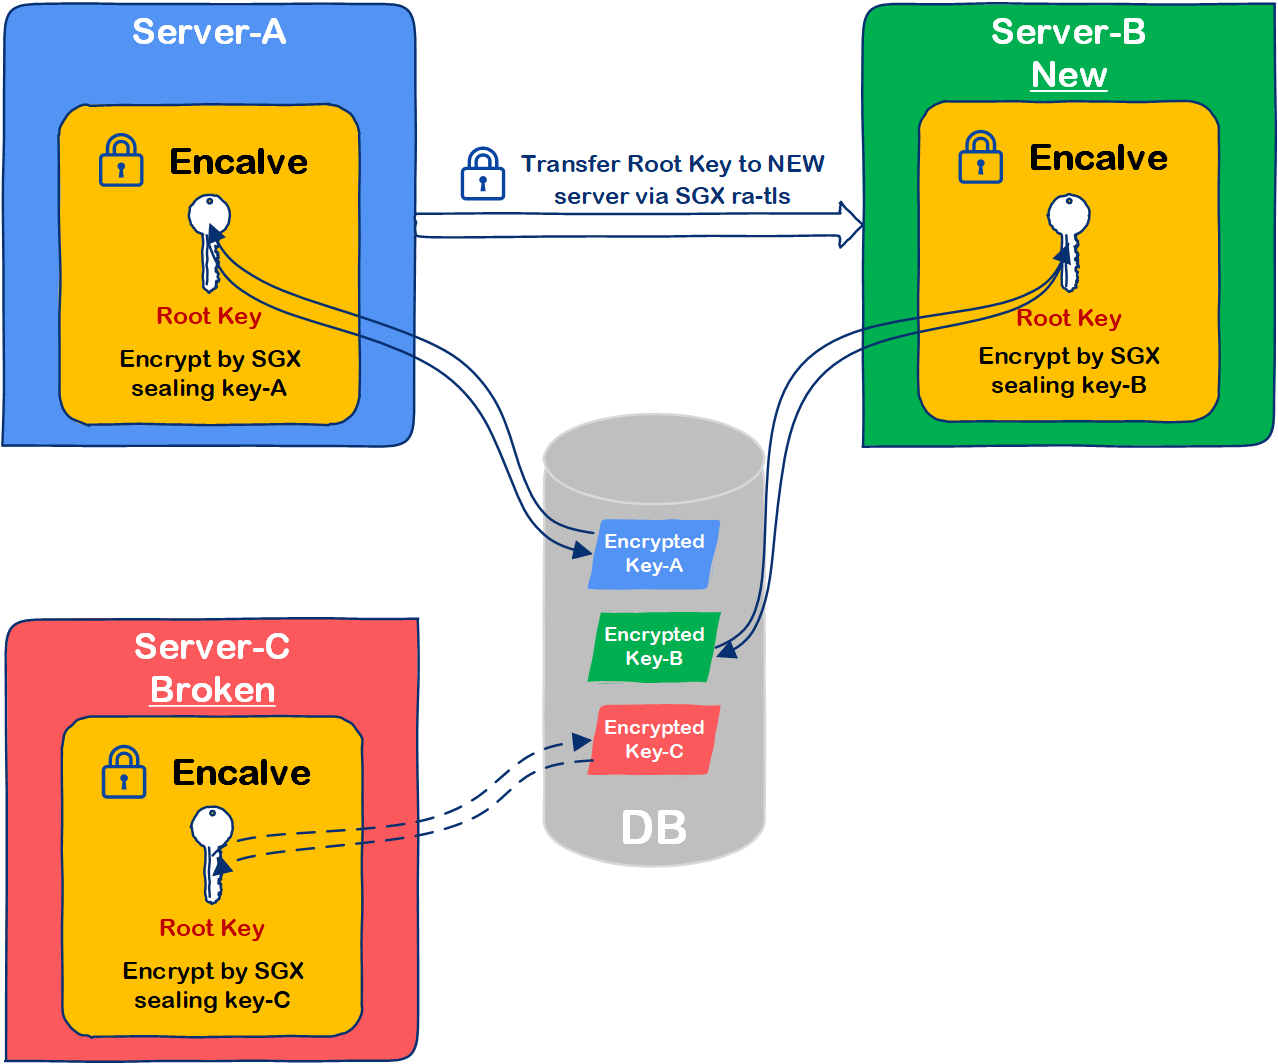 Server-A
Encalve
Root Key
Encrypt by SGX
sealing key-A
Transfer Root Key to NEW
server via SGX ra-tls
Server-B
New
Encalve
Root Key
Encrypt by SGX
sealing key-B
Encrypted
Key-A
Encrypted
Key-B
Encrypted
Key-C
DB
Server-C
Broken
Encalve
Root Key
Encrypt by SGX
sealing key-C